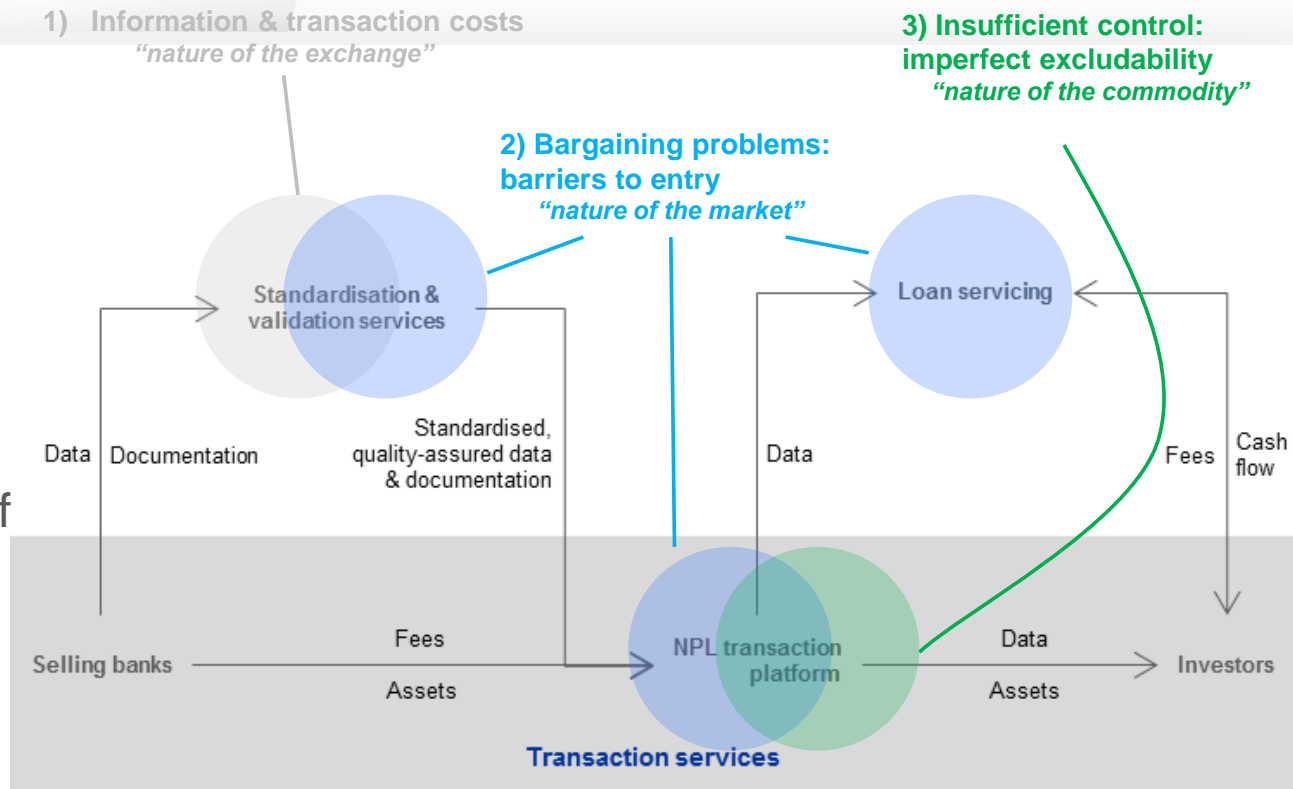 1) Information & transaction costs
“nature of the exchange”
3) Insufficient control:
imperfect excludability
“nature of the commodity”
2) Bargaining problems:
barriers to entry
“nature of the market”
Standardisation &
validation services
Loan servicing
Data
Documentation
Standardised,
quality-assured data
& documentation
Data
Fees
Cash
flow
f
Selling banks
Fees
Assets
NPL transaction
platform
Data
Assets
Investors
Transaction services